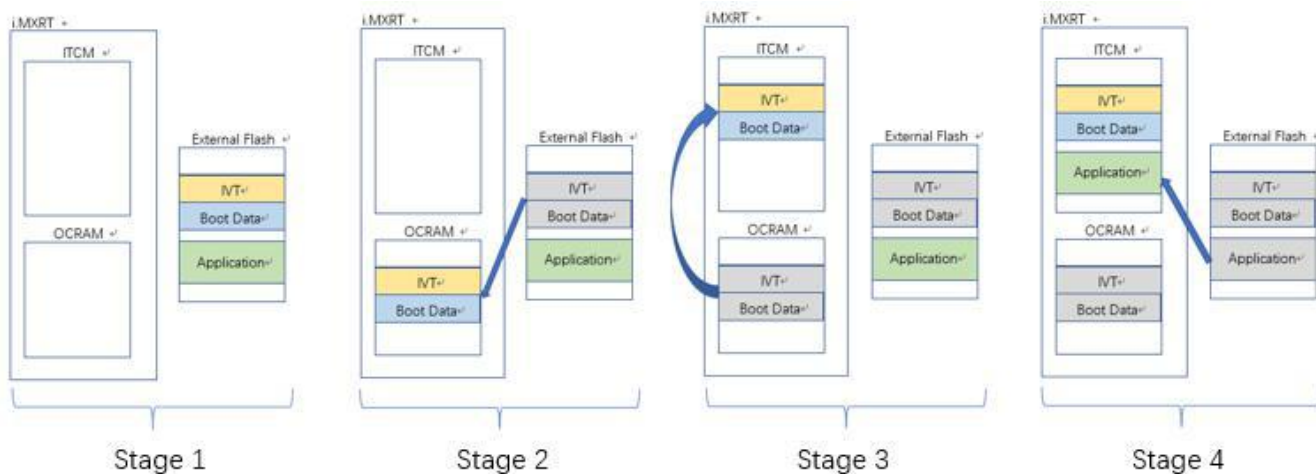 i.MXRT
ITCM
External Flash
IVT
Boot Data
Application
OCRAM
Stage 1
i.MXRT
ITCM
External Flash
IVT
Boot Data
Application
OCRAM
IVT
Boot Data
Stage 2
i.MXRT
ITCM
IVT
Boot Data
External Flash
IVT
Boot Data
Application
OCRAM
IVT
Boot Data
Stage 3
i.MXRT
ITCM
IVT
Boot Data
Application
External Flash
IVT
Boot Data
Application
OCRAM
IVT
Boot Data
Stage 4